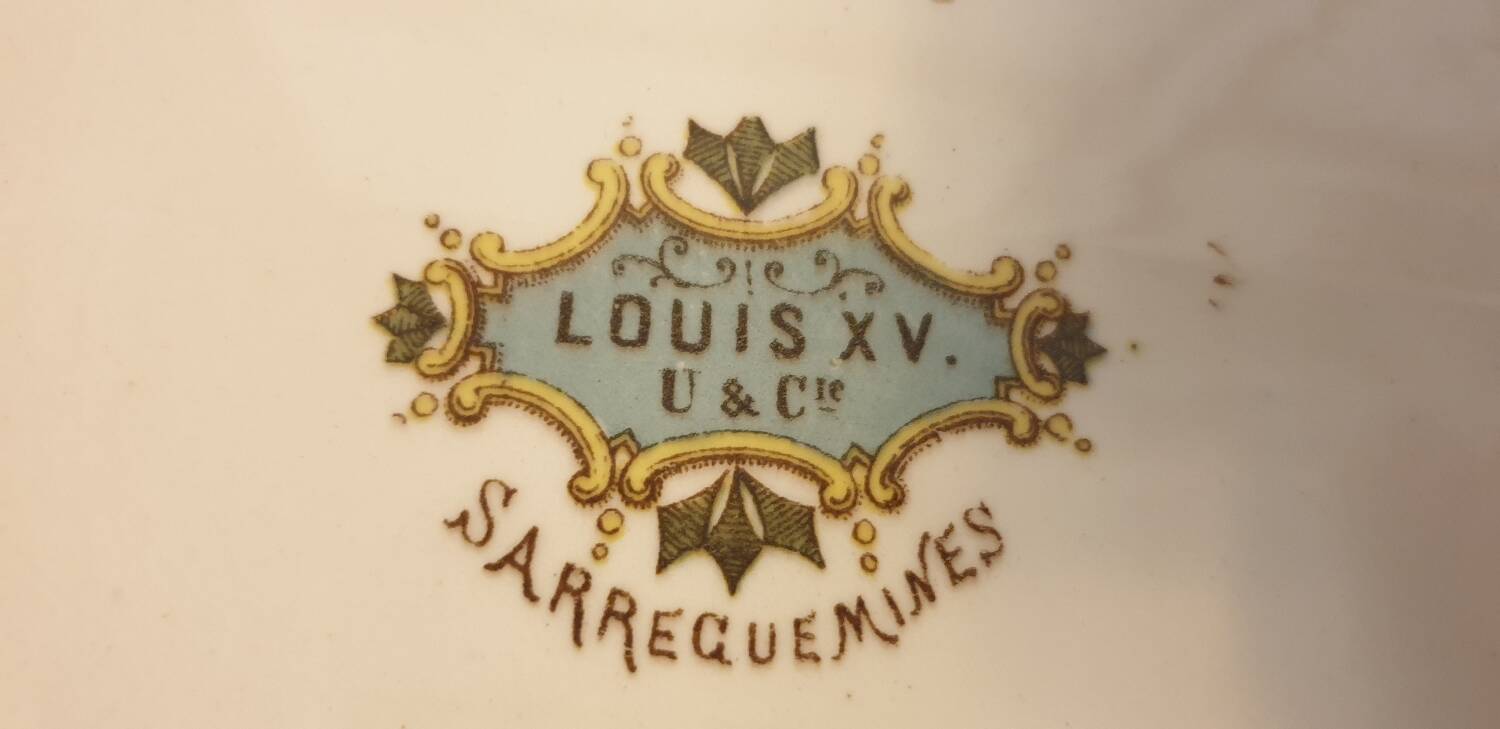 LOUIS XV.
U & Cie
SARREGUEMINES